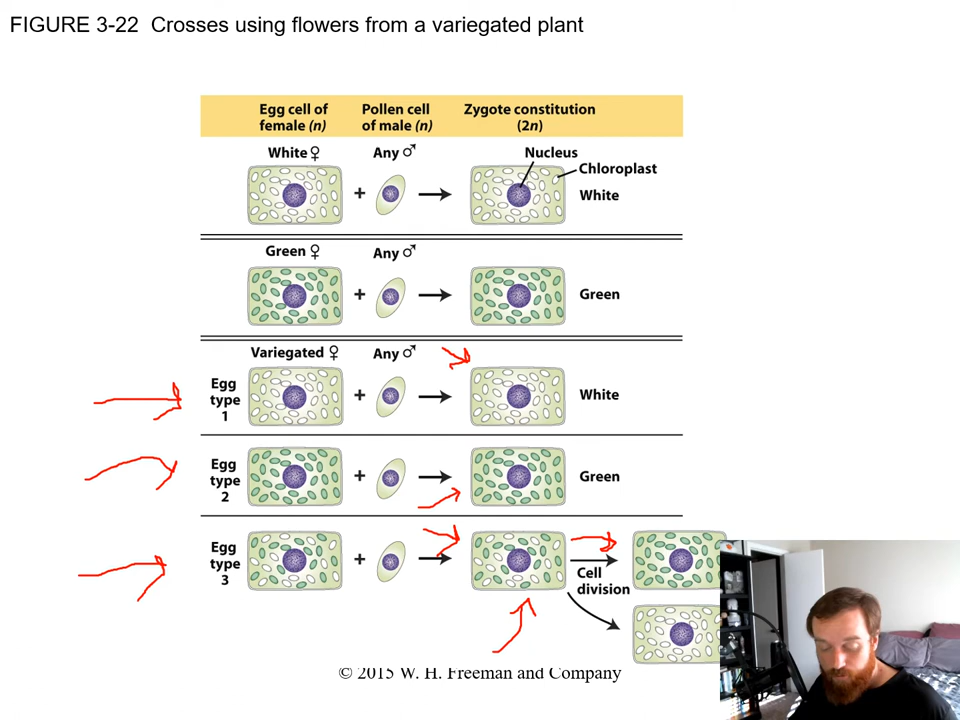 FIGURE 3-22 Crosses using flowers from a variegated plant
Egg cell of
female (n)
Pollen cell
of male (n)
Zygote constitution
(2n)
White ♀
Any ♂
Nucleus
Chloroplast
+
White
Green ♀
Any ♂
+
Green
Variegated ♀
Any ♂
Egg
type
1
+
White
Egg
type
2
+
Green
Egg
type
3
+
Cell
division
© 2015 W. H. Freeman and Company